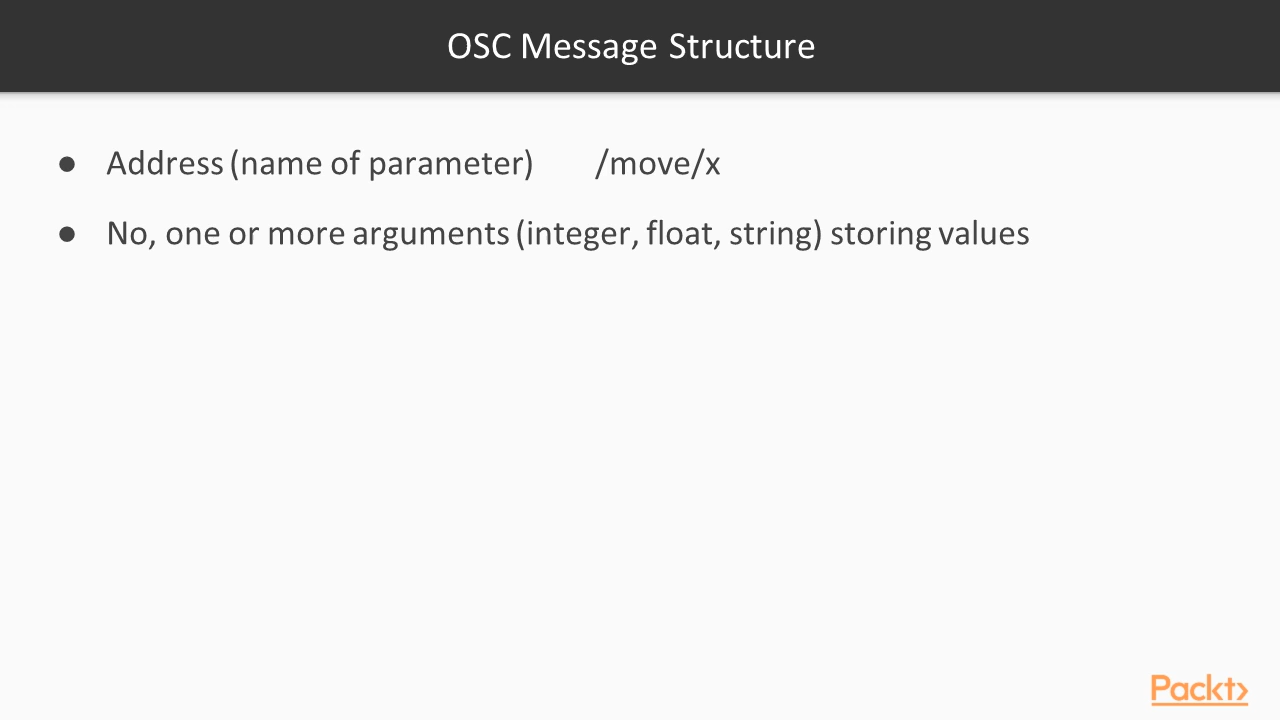 OSC Message Structure
● Address (name of parameter) /move/x
● No, one or more arguments (integer, float, string) storing values
Packt>